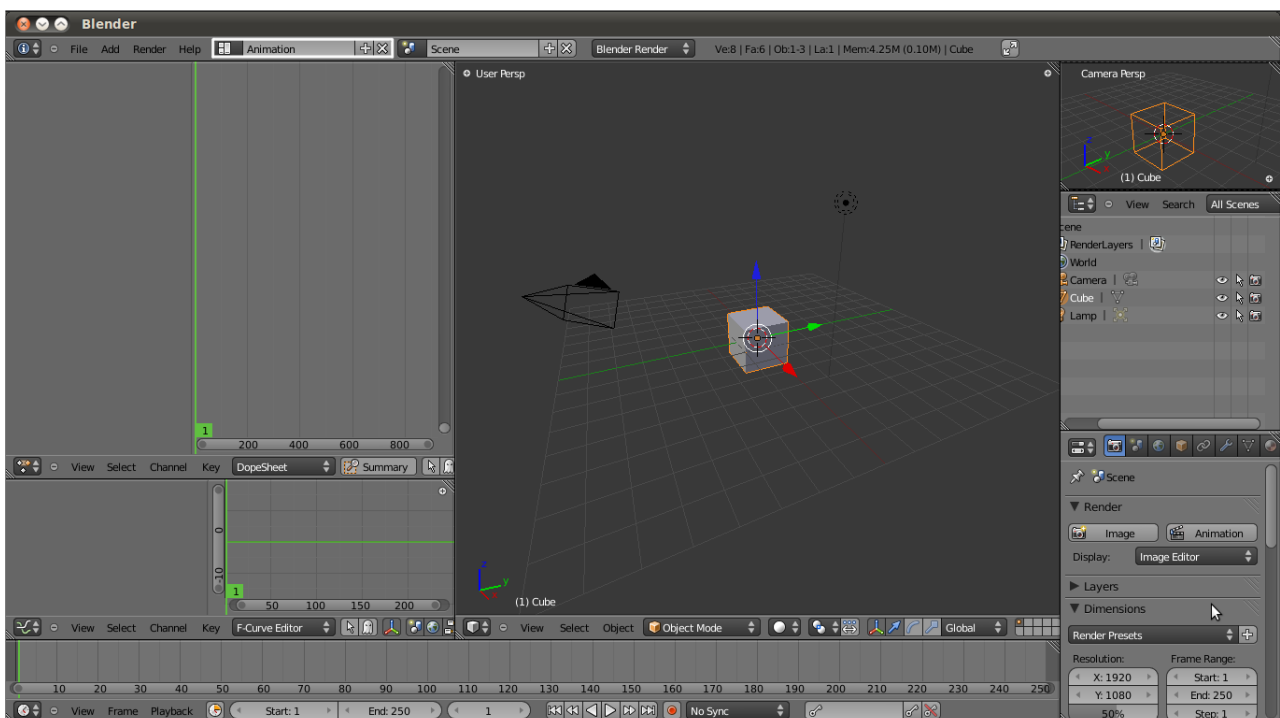 Blender
File Add Render Help Animation Scene Blender Render Ve:8 | Fa:6 | Ob:1-3 | La:1 | Mem:4.25M (0.10M) | Cube
User Persp
Camera Persp
z
y
x
(1) Cube
View Search All Scenes
cene
RenderLayers |
World
Camera |
Cube |
Lamp |
1
200 400 600 800
View Select Channel Key DopeSheet Summary
0
-10
1
50 100 150 200
View Select Channel Key F-Curve Editor
z
y
x
(1) Cube
View Select Object Object Mode Global
Scene
Render
Image Animation
Display: Image Editor
Layers
Dimensions
Render Presets
Resolution: Frame Range:
X: 1920 Start: 1
Y: 1080 End: 250
50% Step: 1
10 20 30 40 50 60 70 80 90 100 110 120 130 140 150 160 170 180 190 200 210 220 230 240 250
View Frame Playback Start: 1 End: 250 1 No Sync